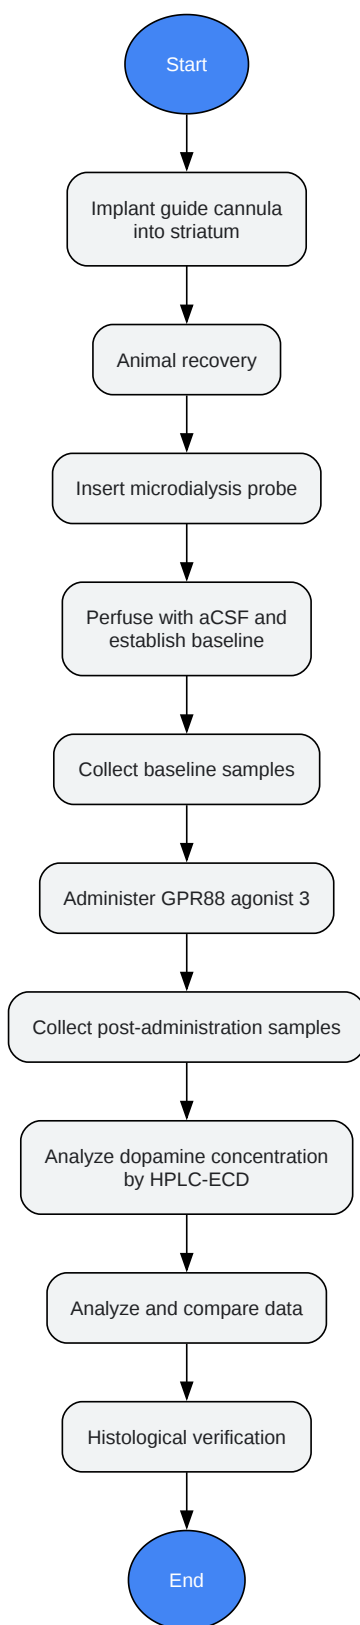 Start
Implant guide cannula
into striatum
Animal recovery
Insert microdialysis probe
Perfuse with aCSF and
establish baseline
Collect baseline samples
Administer GPR88 agonist 3
Collect post-administration samples
Analyze dopamine concentration
by HPLC-ECD
Analyze and compare data
Histological verification
End